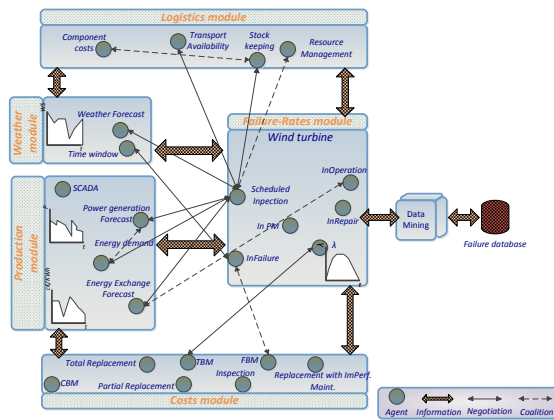 Logistics module
Component
costs
Transport
Availability
Stock
keeping
Resource
Management
Weather
module
Weather Forecast
Time window
t
Failure-Rates module
Wind turbine
InOperation
Scheduled
Inpection
InRepair
In PM
InFailure
λ
t
Data
Mining
Failure database
Production
module
SCADA
Power generation
Forecast
t
Energy demand
c€/KWh
Energy Exchange
Forecast
t
Total Replacement
TBM
FBM
Inspection
CBM
Partial Replacement
Replacement with ImPerf.
Maint.
Costs module
Agent
Information
Negotiation
Coalition